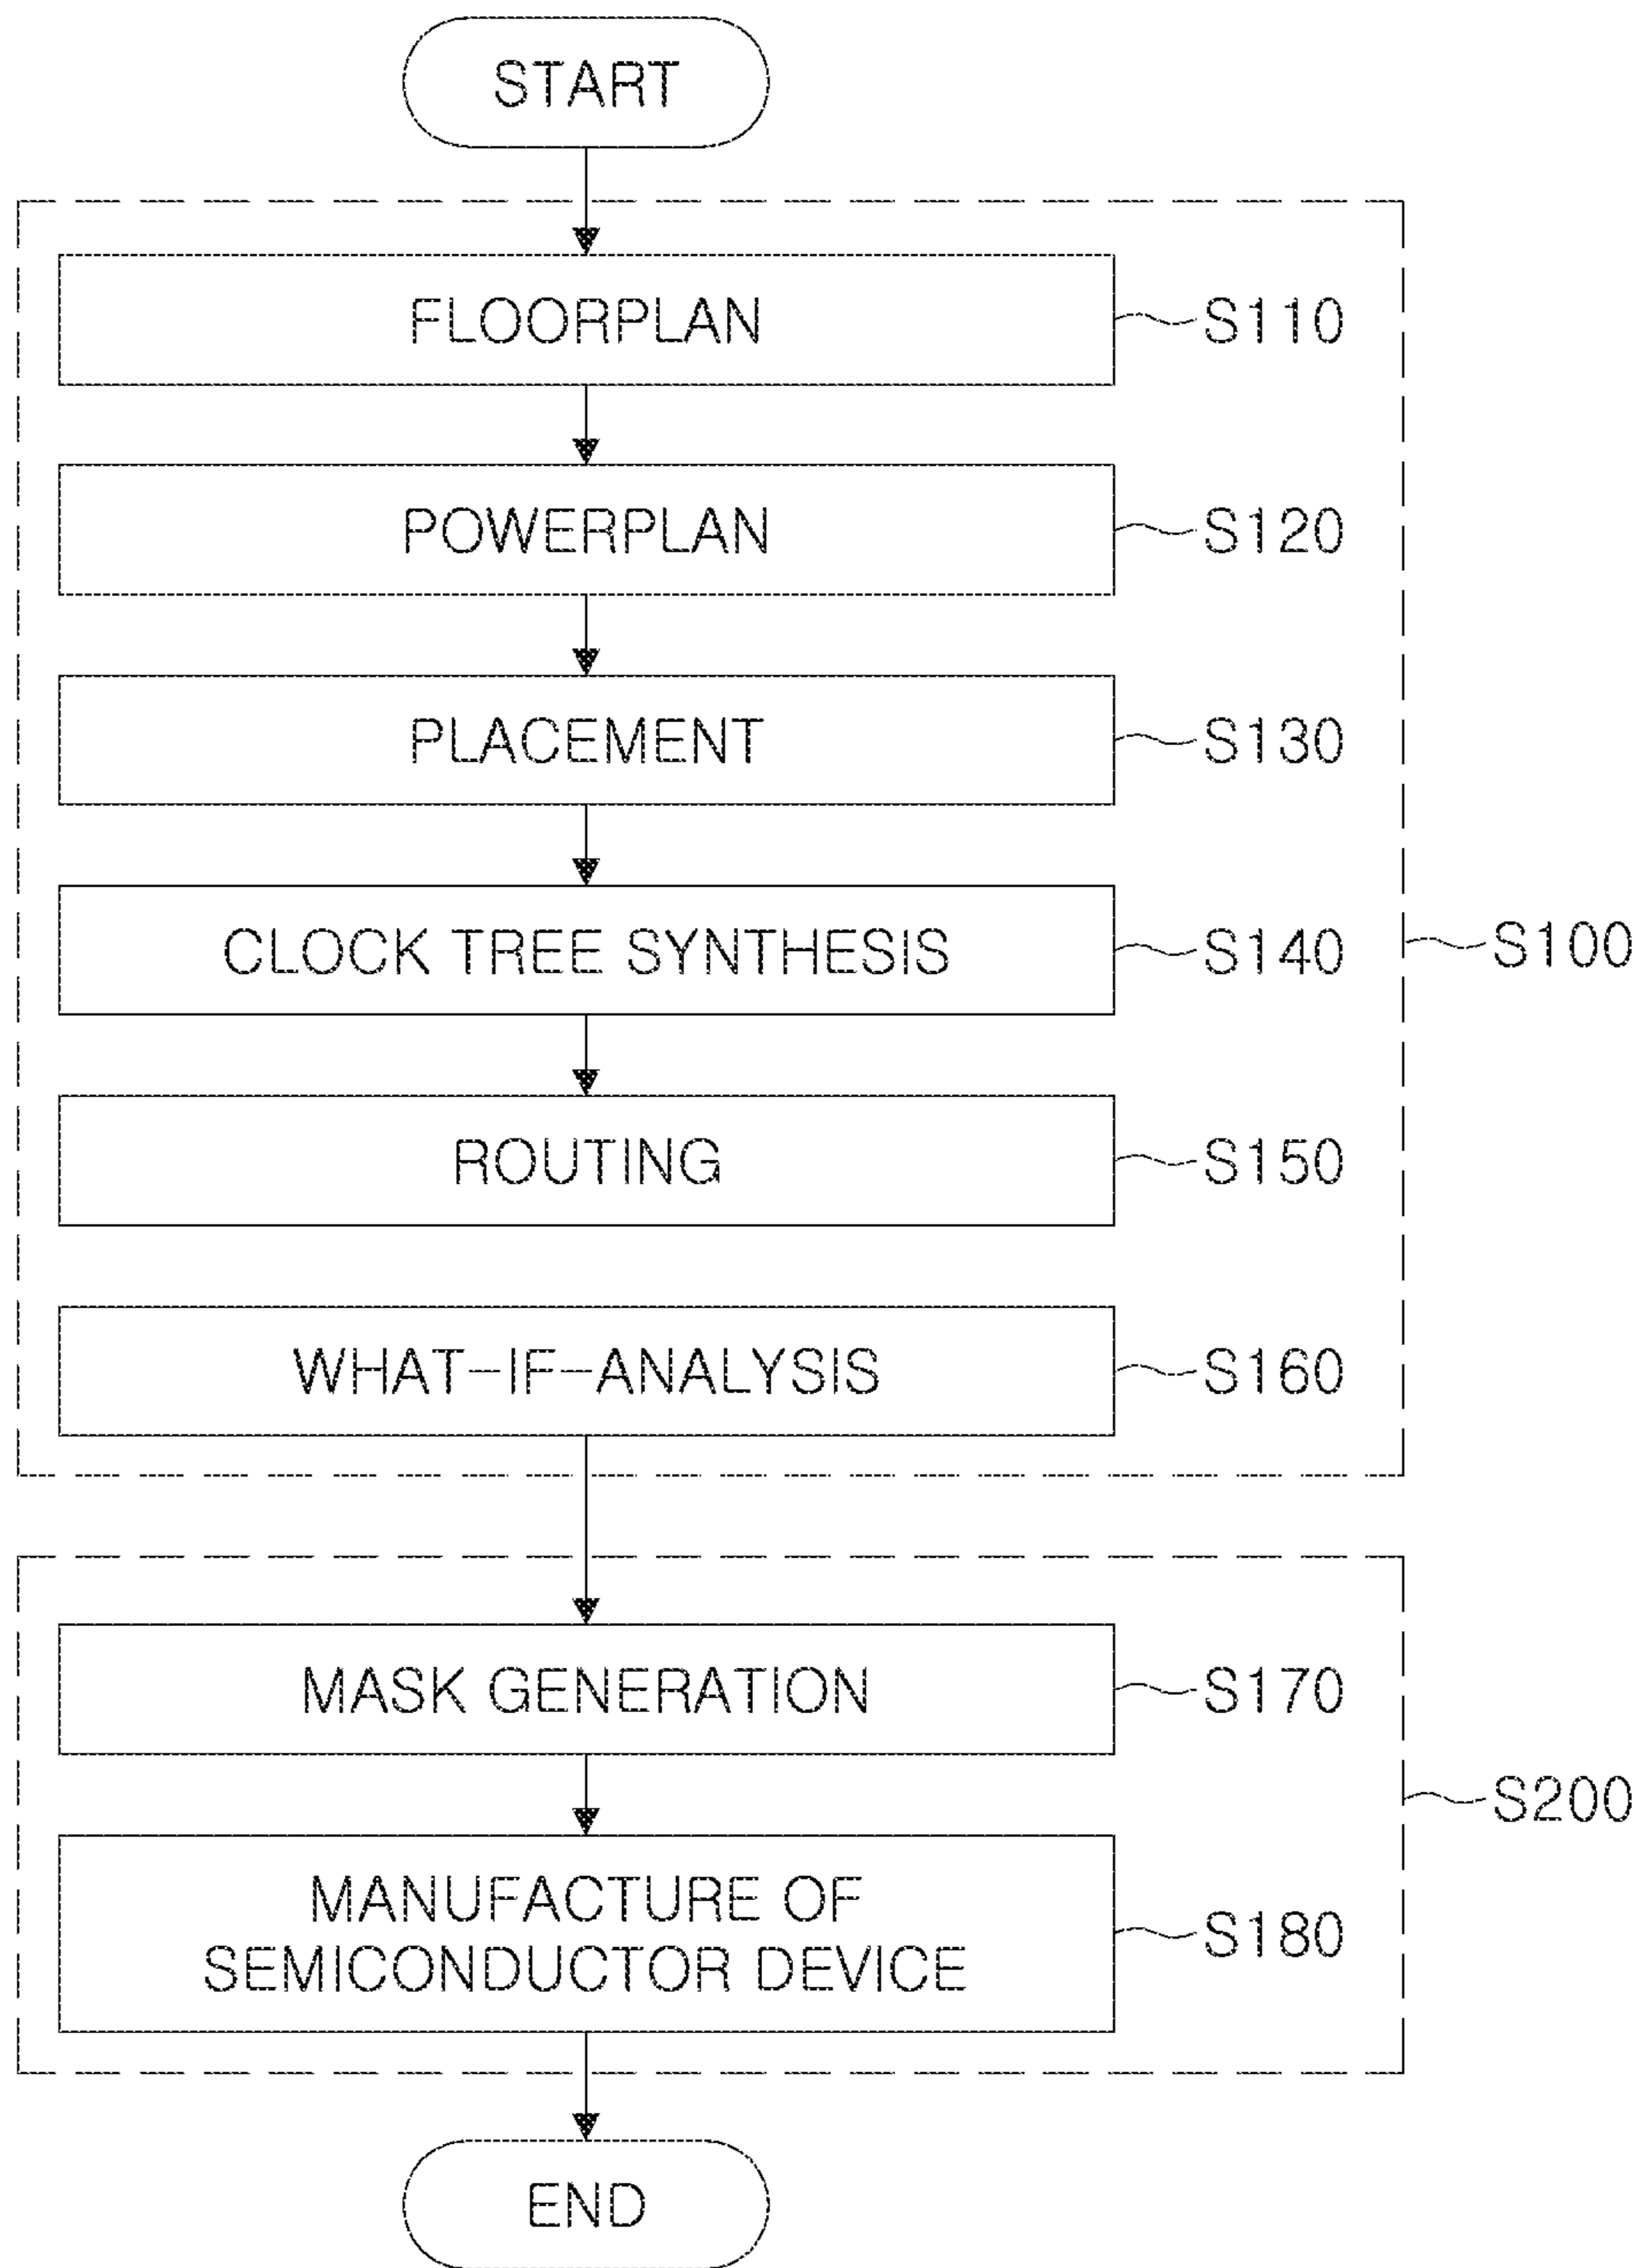 START
FLOORPLAN
S110
POWERPLAN
S120
PLACEMENT
S130
CLOCK TREE SYNTHESIS
S140
S100
ROUTING
S150
WHAT-IF-ANALYSIS
S160
MASK GENERATION
S170
S200
MANUFACTURE OF
SEMICONDUCTOR DEVICE
S180
END